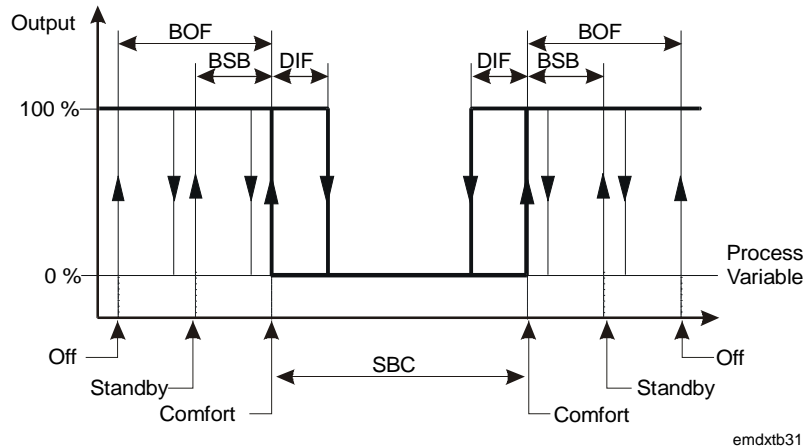 Output
BOF
BOF
BSB
DIF
DIF
BSB
100 %
0 %
Process
Variable
Off
SBC
Off
Standby
Standby
Comfort
Comfort
emdxtb31